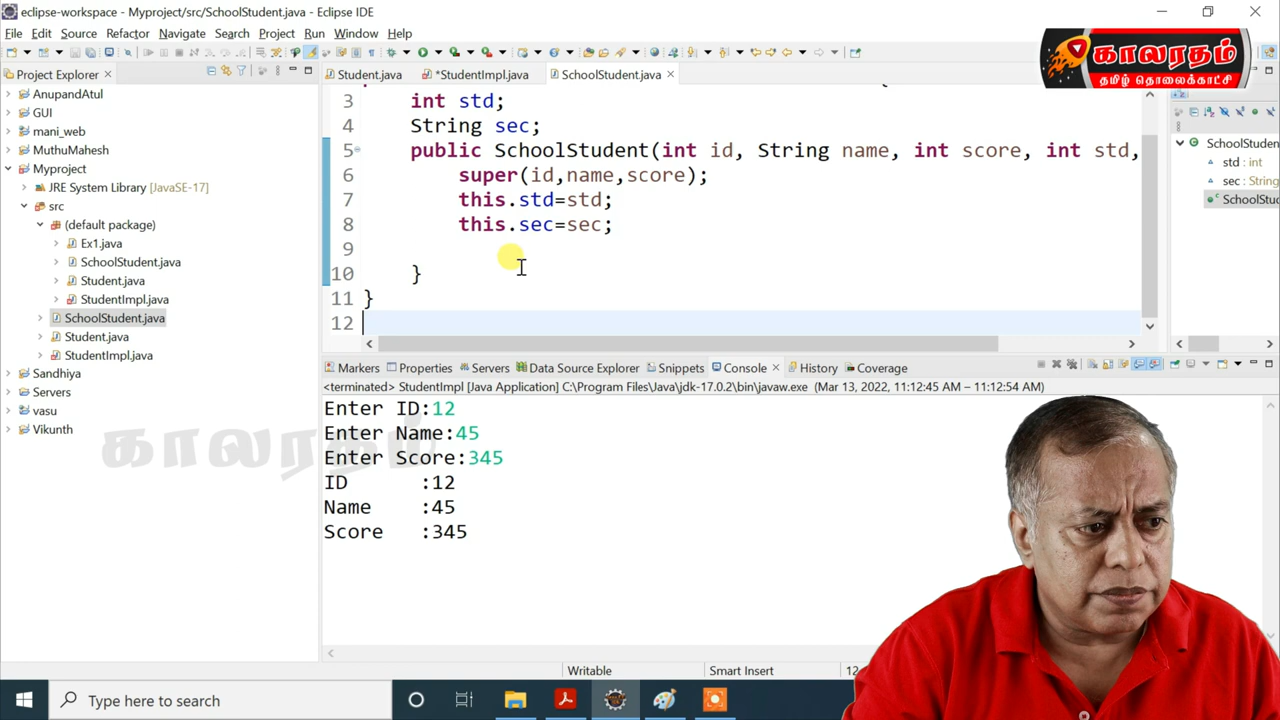 eclipse-workspace - Myproject/src/SchoolStudent.java - Eclipse IDE
File Edit Source Refactor Navigate Search Project Run Window Help
காலரதம்
தமிழ் தொலைக்காட்சி
Project Explorer
AnupandAtul
GUI
mani_web
MuthuMahesh
Myproject
JRE System Library [JavaSE-17]
src
(default package)
Ex1.java
SchoolStudent.java
Student.java
StudentImpl.java
SchoolStudent.java
Student.java
StudentImpl.java
Sandhiya
Servers
vasu
Vikunth
காலரதம்
Student.java *StudentImpl.java SchoolStudent.java
3 int std;
4 String sec;
5 public SchoolStudent(int id, String name, int score, int std,
6 super(id,name,score);
7 this.std=std;
8 this.sec=sec;
9
10 }
11 }
12
SchoolStuden
std : int
sec : String
SchoolStud
Markers Properties Servers Data Source Explorer Snippets Console History Coverage
<terminated> StudentImpl [Java Application] C:\Program Files\Java\jdk-17.0.2\bin\javaw.exe (Mar 13, 2022, 11:12:45 AM – 11:12:54 AM)
Enter ID:12
Enter Name:45
Enter Score:345
ID :12
Name :45
Score :345
Writable Smart Insert 12
Type here to search